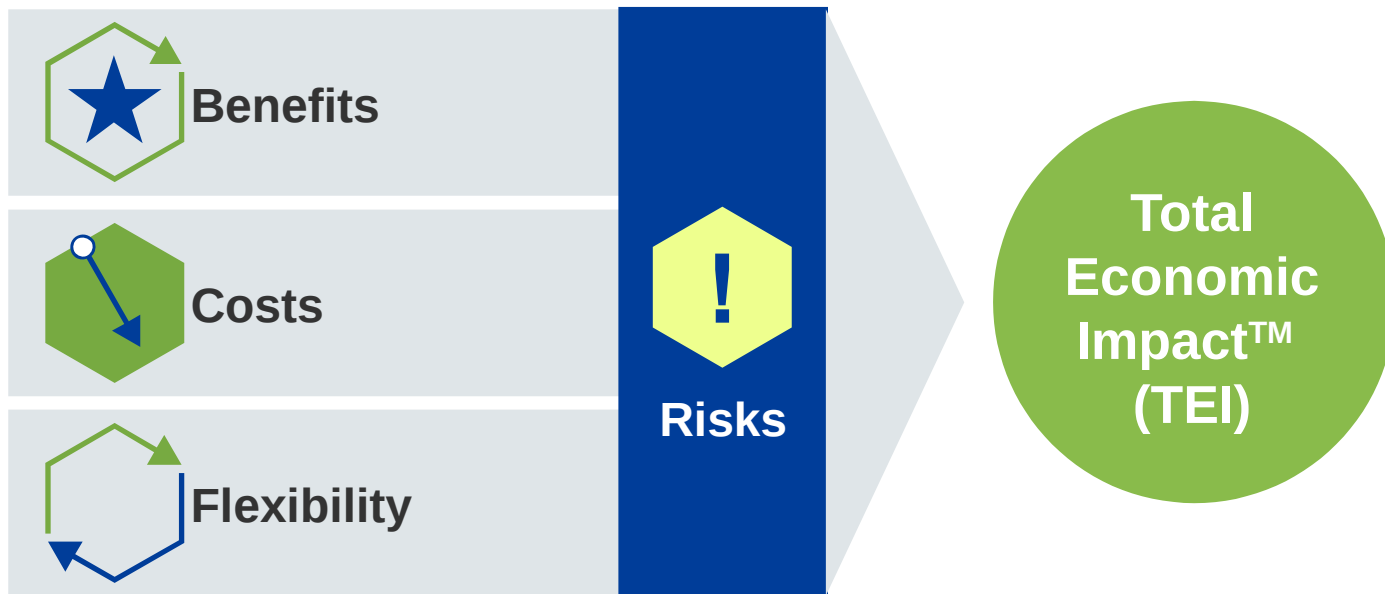 Benefits
Costs
Flexibility
!
Risks
Total
Economic
Impact™
(TEI)